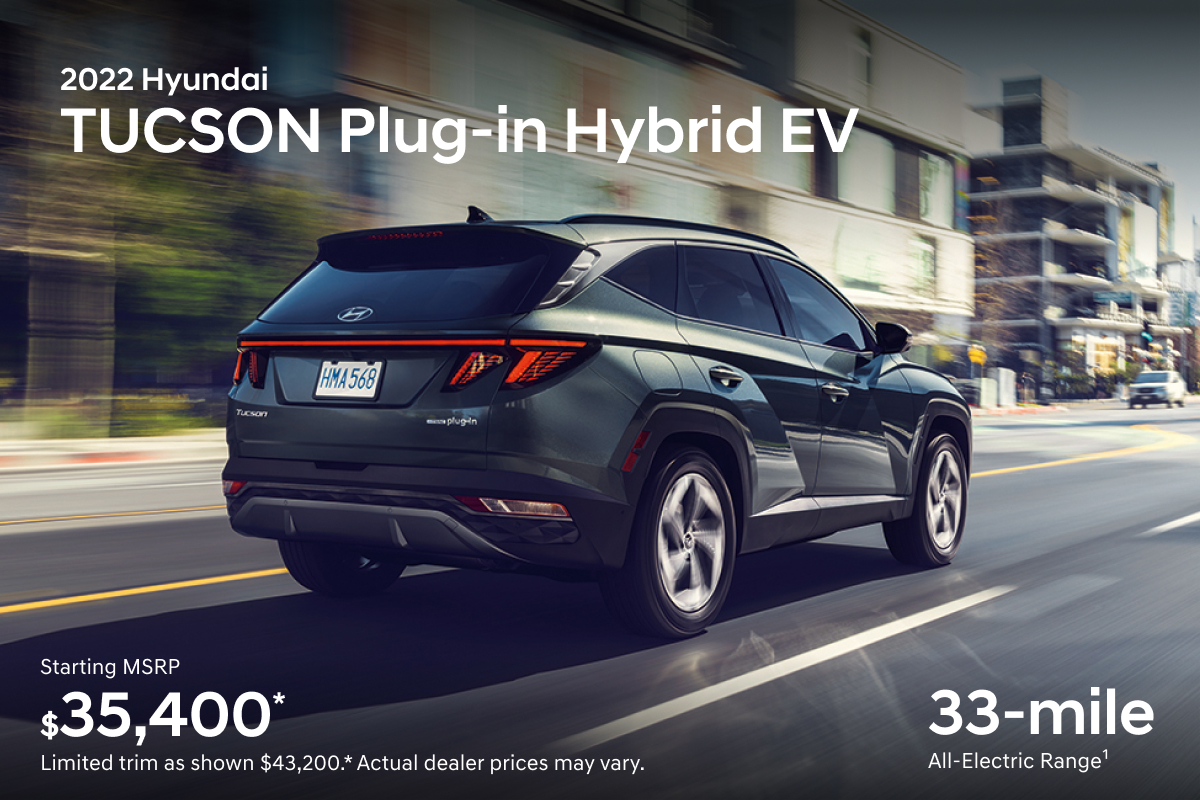 2022 Hyundai
TUCSON Plug-in Hybrid EV
HMA568
Tucson
plug-in
Starting MSRP
$35,400*
Limited trim as shown $43,200.* Actual dealer prices may vary.
33-mile
All-Electric Range¹